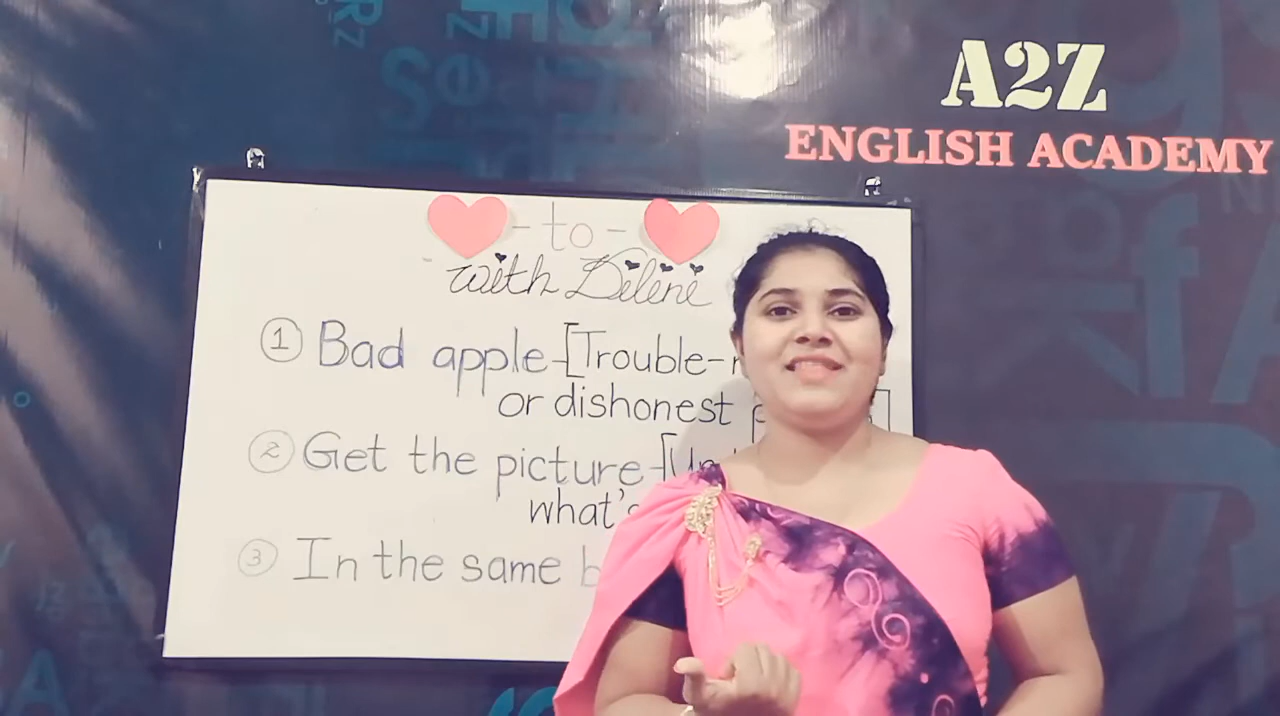 A2Z
ENGLISH ACADEMY
- to -
with Dilini
1 Bad apple - [Trouble-
or dishonest
2 Get the picture - [
what's
3 In the same